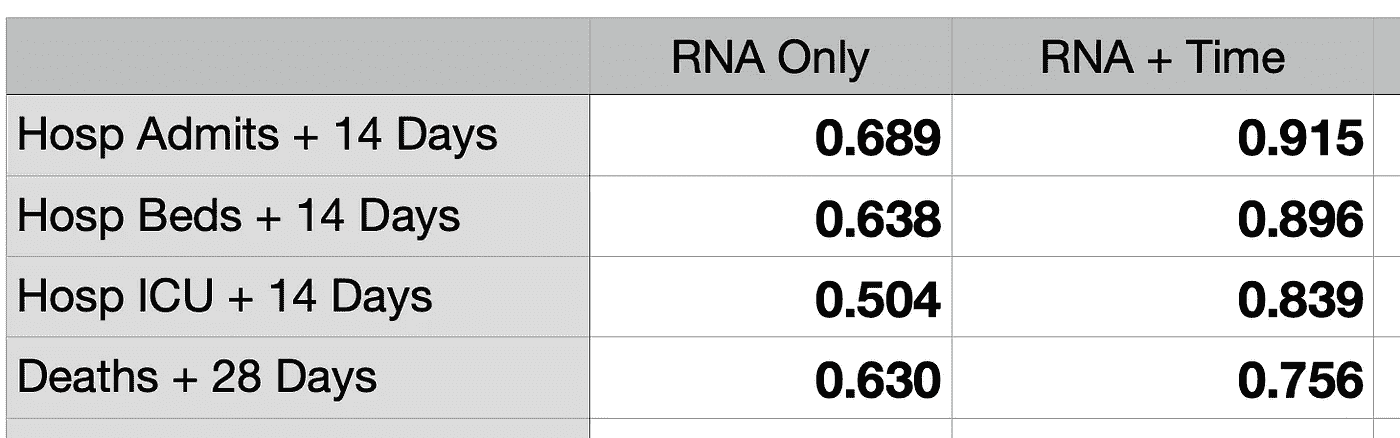 RNA Only RNA + Time
Hosp Admits + 14 Days 0.689 0.915
Hosp Beds + 14 Days 0.638 0.896
Hosp ICU + 14 Days 0.504 0.839
Deaths + 28 Days 0.630 0.756